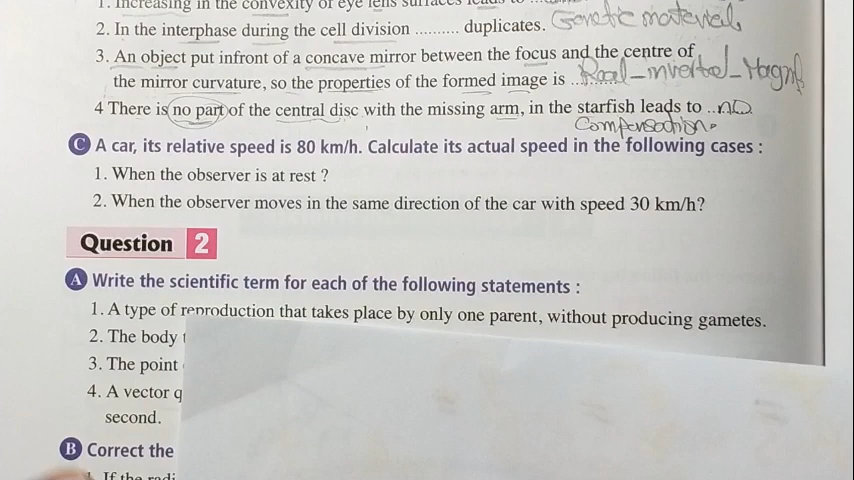 1. Increasing in the convexity of eye lens surfaces leads to
2. In the interphase during the cell division .......... duplicates. Genetic material
3. An object put infront of a concave mirror between the focus and the centre of
the mirror curvature, so the properties of the formed image is .......... Real_inverted_Magnif
4 There is no part of the central disc with the missing arm, in the starfish leads to ..no
Compensation.
C A car, its relative speed is 80 km/h. Calculate its actual speed in the following cases :
1. When the observer is at rest ?
2. When the observer moves in the same direction of the car with speed 30 km/h?
Question 2
A Write the scientific term for each of the following statements :
1. A type of reproduction that takes place by only one parent, without producing gametes.
2. The body
3. The point
4. A vector q
second.
B Correct the
If the radi